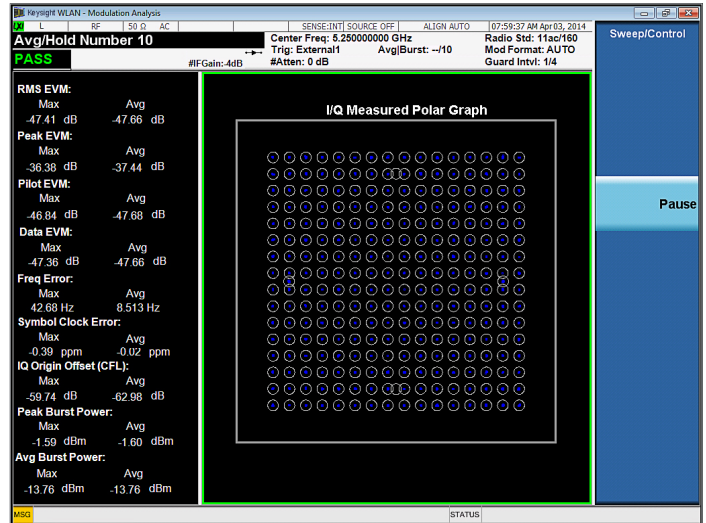 Keysight WLAN - Modulation Analysis
LXI L RF 50 Ω AC SENSE:INT SOURCE OFF ALIGN AUTO 07:59:37 AM Apr 03, 2014
Avg/Hold Number 10
PASS
Center Freq: 5.250000000 GHz
Trig: External1 Avg|Burst: --/10
#IFGain:-4dB #Atten: 0 dB
Radio Std: 11ac/160
Mod Format: AUTO
Guard Intvl: 1/4
Sweep/Control
Pause
RMS EVM:
Max Avg
-47.41 dB -47.66 dB
Peak EVM:
Max Avg
-36.38 dB -37.44 dB
Pilot EVM:
Max Avg
-46.84 dB -47.68 dB
Data EVM:
Max Avg
-47.36 dB -47.66 dB
Freq Error:
Max Avg
42.68 Hz 8.513 Hz
Symbol Clock Error:
Max Avg
-0.39 ppm -0.02 ppm
IQ Origin Offset (CFL):
Max Avg
-59.74 dB -62.98 dB
Peak Burst Power:
Max Avg
-1.59 dBm -1.60 dBm
Avg Burst Power:
Max Avg
-13.76 dBm -13.76 dBm
I/Q Measured Polar Graph
MSG STATUS